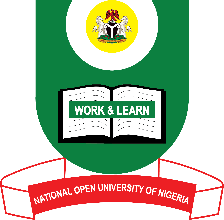 WORK & LEARN
NATIONAL OPEN UNIVERSITY OF NIGERIA